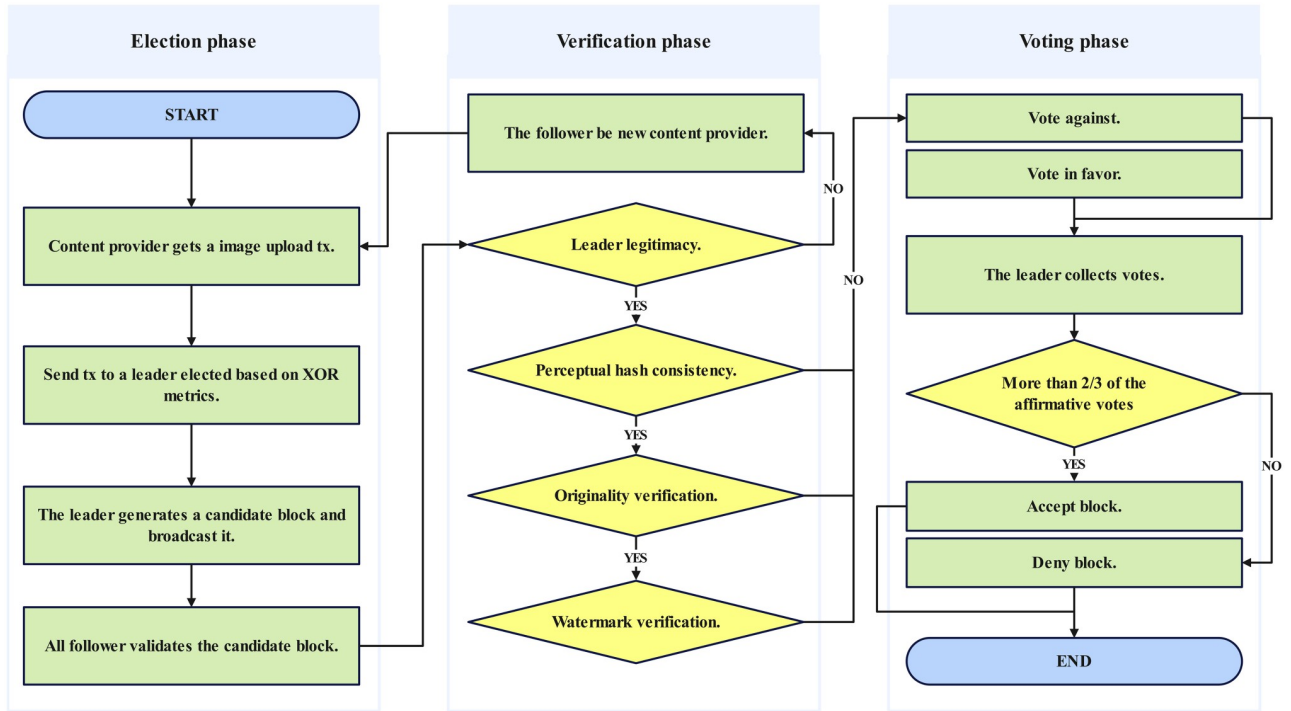 Election phase
START
Content provider gets a image upload tx.
Send tx to a leader elected based on XOR
metrics.
The leader generates a candidate block and
broadcast it.
All follower validates the candidate block.
Verification phase
The follower be new content provider.
NO
Leader legitimacy.
YES
NO
Perceptual hash consistency.
YES
Originality verification.
YES
Watermark verification.
Voting phase
Vote against.
Vote in favor.
The leader collects votes.
More than 2/3 of the
affirmative votes
YES
NO
Accept block.
Deny block.
END